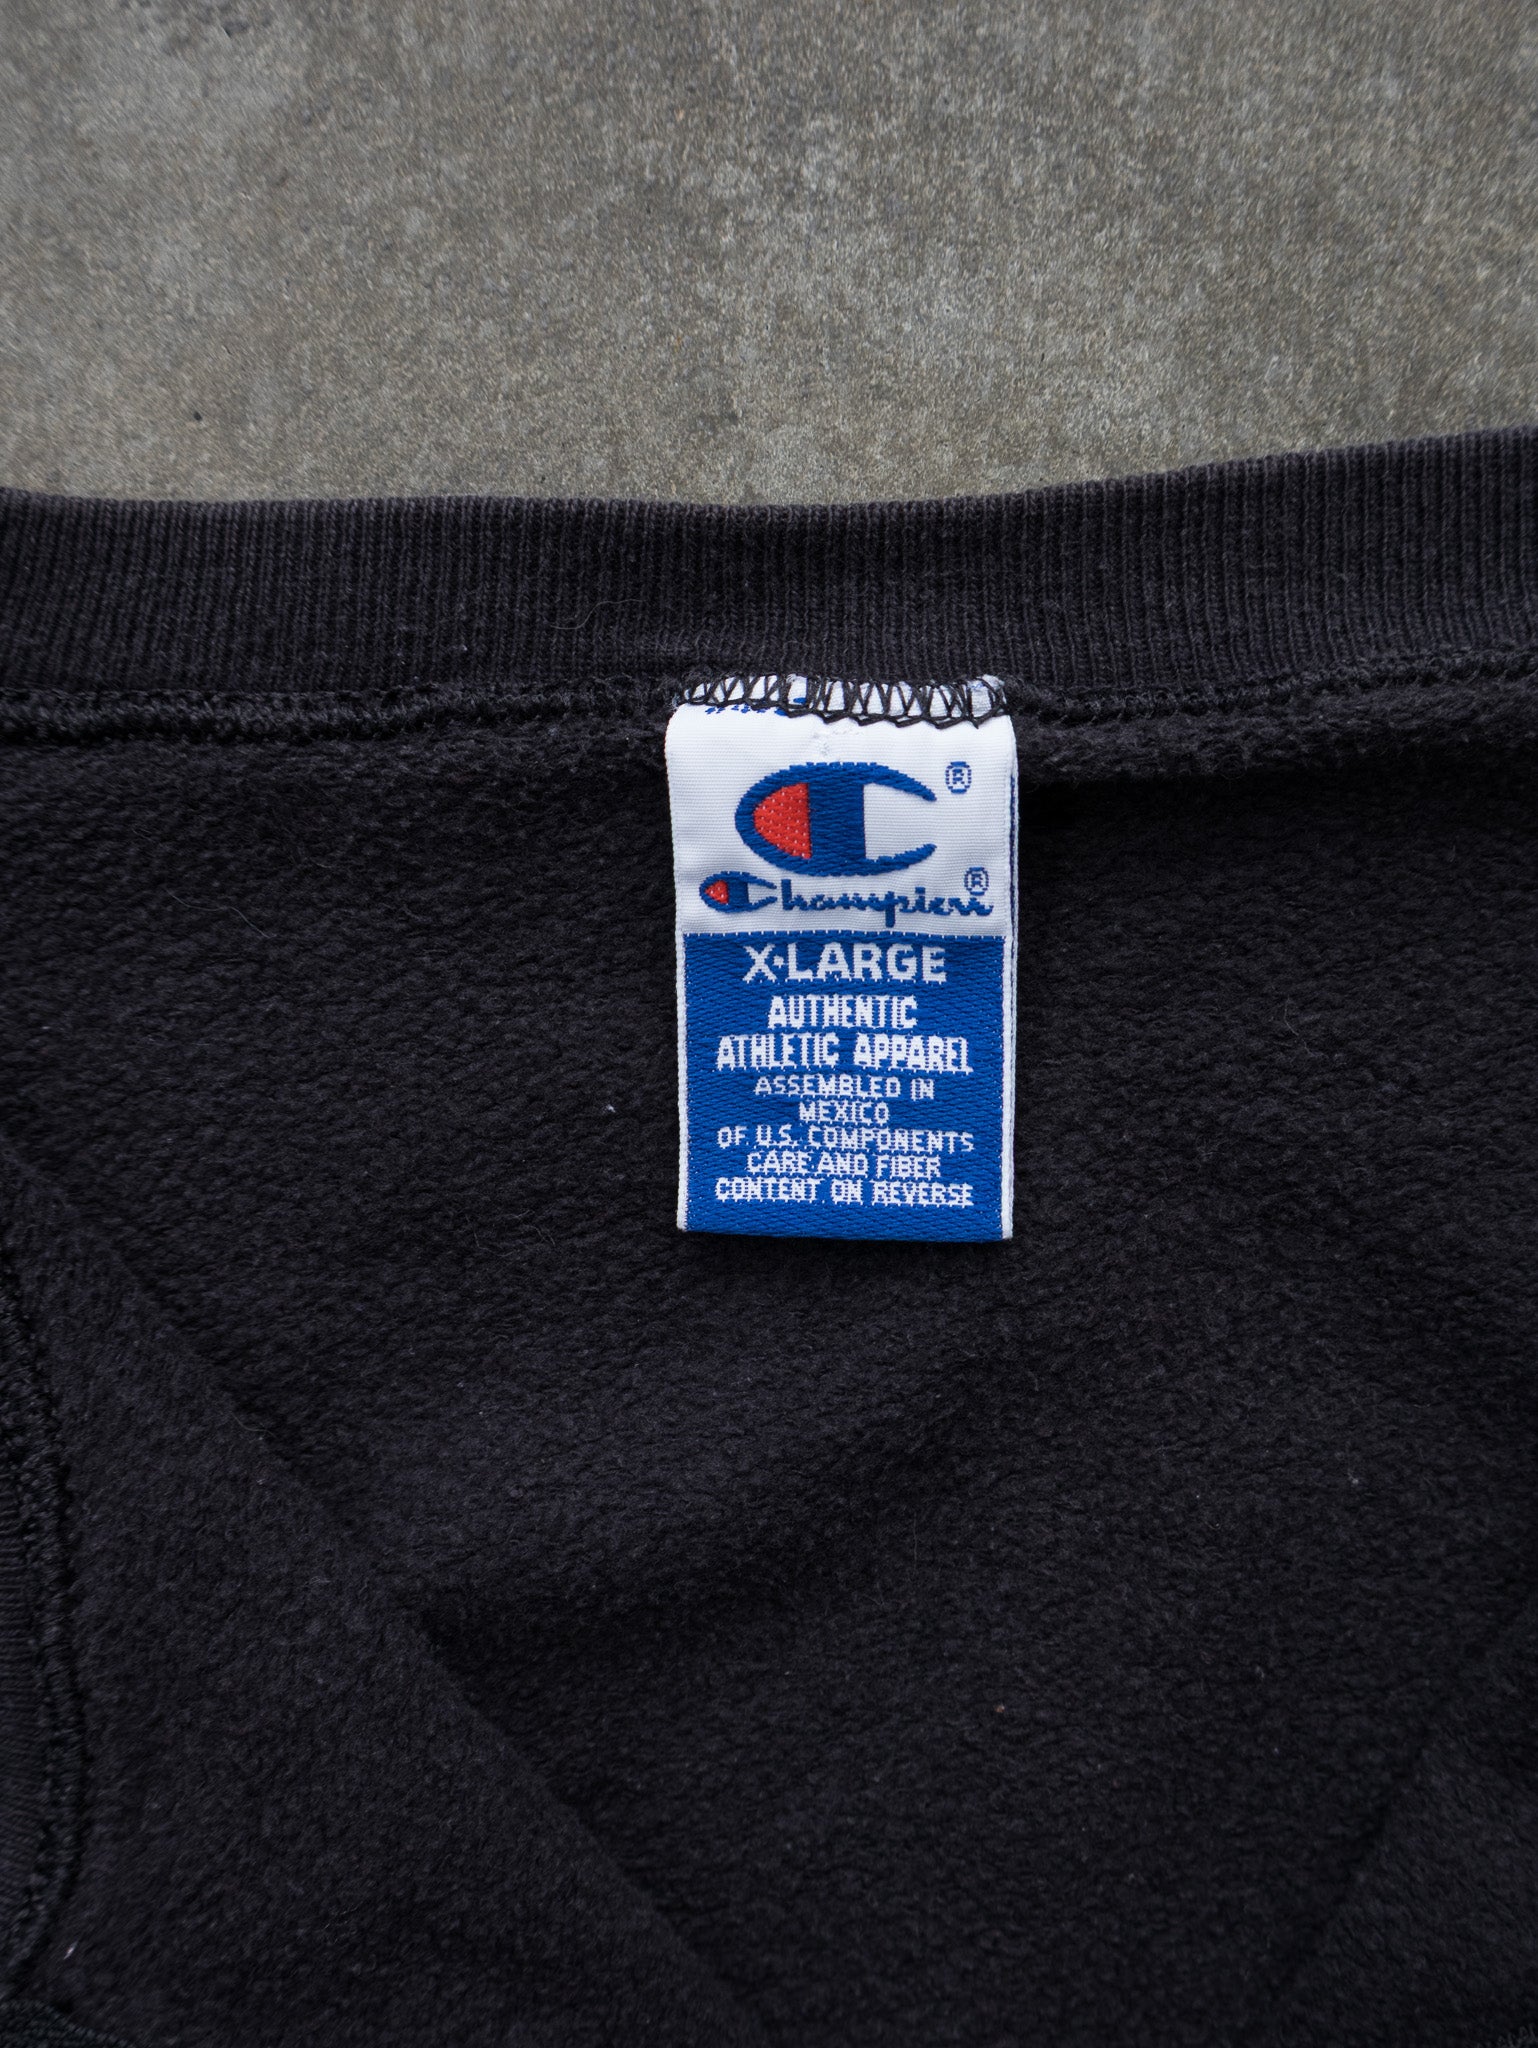 ®
Champion®
X-LARGE
AUTHENTIC
ATHLETIC APPAREL
ASSEMBLED IN
MEXICO
OF U.S. COMPONENTS
CARE AND FIBER
CONTENT ON REVERSE